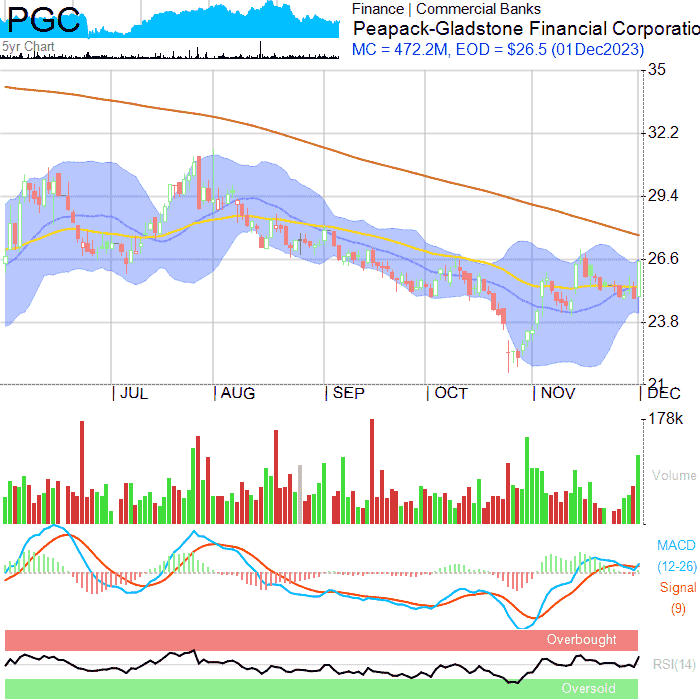 PGC
5yr Chart
Finance | Commercial Banks
Peapack-Gladstone Financial Corporatio
MC = 472.2M, EOD = $26.5 (01Dec2023)
35
32.2
29.4
26.6
23.8
21
JUL AUG SEP OCT NOV DEC
178k
Volume
MACD
(12-26)
Signal
(9)
Overbought
RSI(14)
Oversold